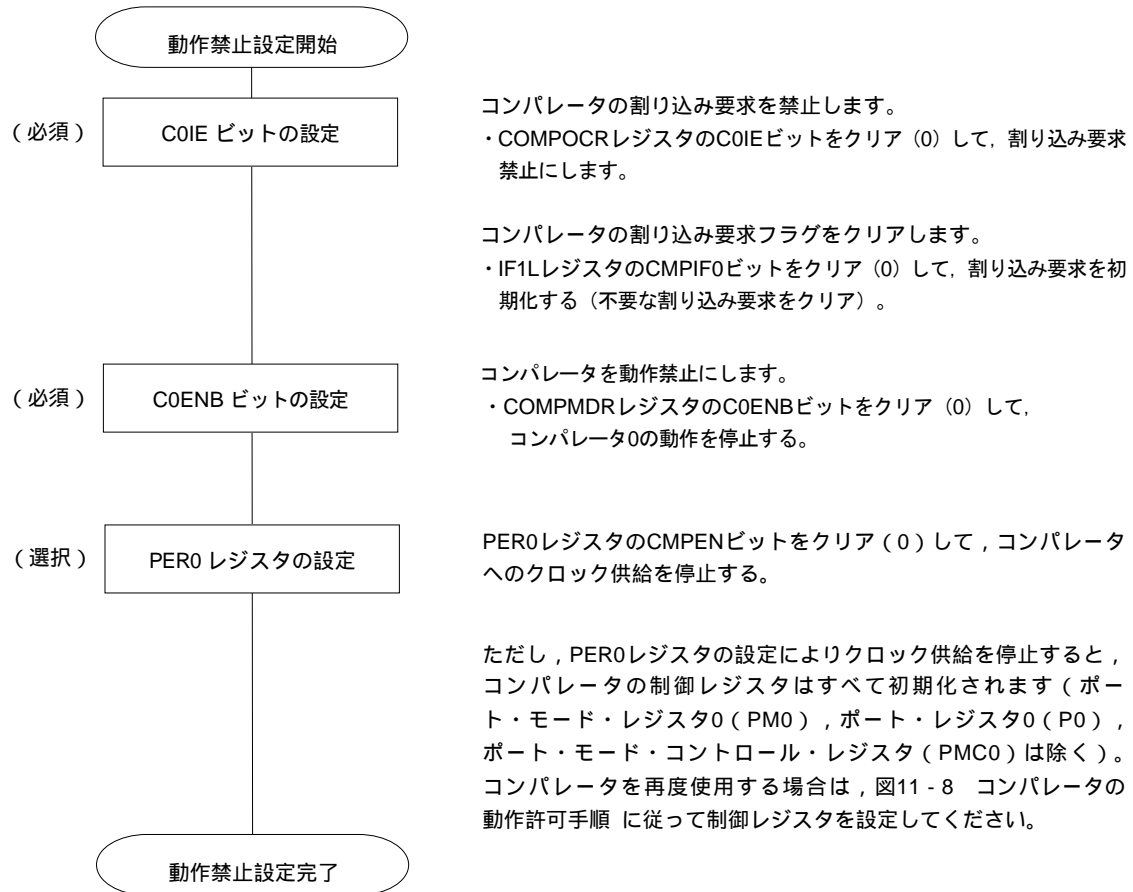 動作禁止設定開始
(必須)
C0IE ビットの設定
コンパレータの割り込み要求を禁止します。
・COMPOCRレジスタのC0IEビットをクリア（0）して，割り込み要求
禁止にします。
コンパレータの割り込み要求フラグをクリアします。
・IF1LレジスタのCMPIF0ビットをクリア（0）して，割り込み要求を初
期化する（不要な割り込み要求をクリア）。
(必須)
C0ENB ビットの設定
コンパレータを動作禁止にします。
・COMPMDRレジスタのC0ENBビットをクリア（0）して，
コンパレータ0の動作を停止する。
(選択)
PER0 レジスタの設定
PER0レジスタのCMPENビットをクリア（0）して，コンパレータ
へのクロック供給を停止する。
ただし，PER0レジスタの設定によりクロック供給を停止すると，
コンパレータの制御レジスタはすべて初期化されます（ポー
ト・モード・レジスタ0（PM0），ポート・レジスタ0（P0），
ポート・モード・コントロール・レジスタ（PMC0）は除く）。
コンパレータを再度使用する場合は，図11 - 8　コンパレータの
動作許可手順 に従って制御レジスタを設定してください。
動作禁止設定完了